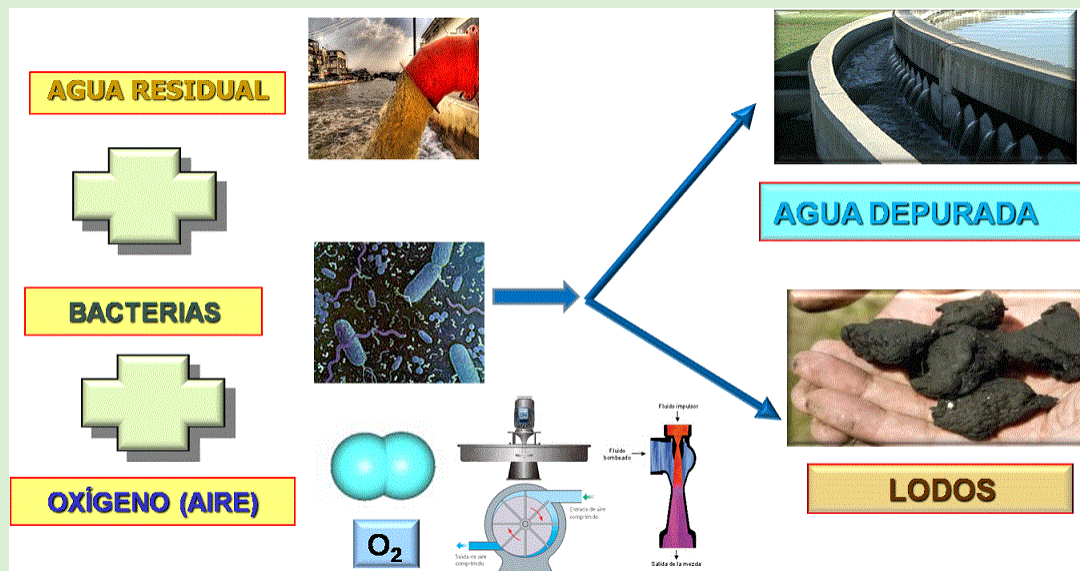 AGUA RESIDUAL
BACTERIAS
OXÍGENO (AIRE)
O2
Fluido impulsor
Fluido
bombeado
Salida de la mezcla
Entrada de aire
comprimido
Salida de aire
comprimido
AGUA DEPURADA
LODOS